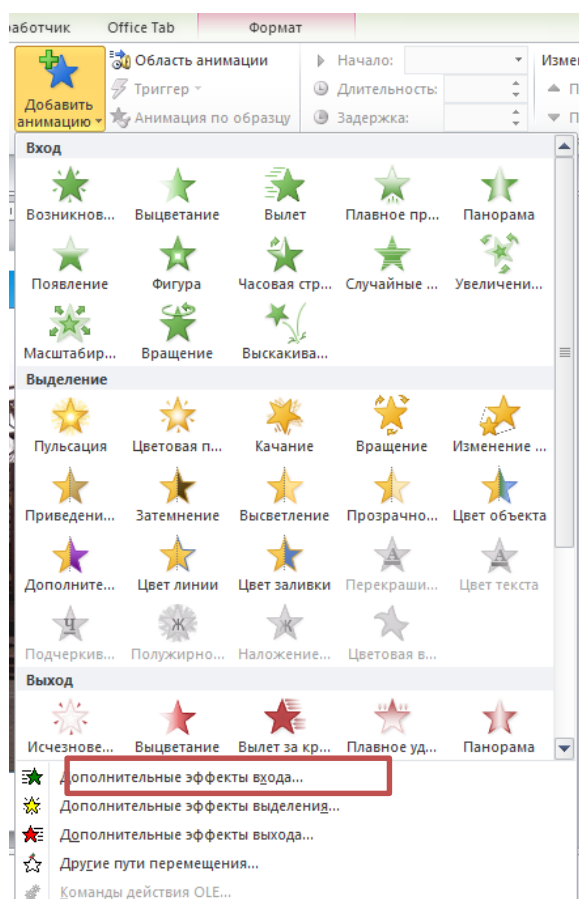 работчик Office Tab Формат
Добавить анимацию
Область анимации
Триггер
Анимация по образцу
Начало:
Длительность:
Задержка:
Измен
П
П
Вход
Возникнов... Выцветание Вылет Плавное пр... Панорама
Появление Фигура Часовая стр... Случайные ... Увеличени...
Масштабир... Вращение Выскакива...
Выделение
Пульсация Цветовая п... Качание Вращение Изменение ...
Приведени... Затемнение Высветление Прозрачно... Цвет объекта
Дополните... Цвет линии Цвет заливки Перекраши... Цвет текста
Подчеркив... Полужирно... Наложение... Цветовая в...
Выход
Исчезнове... Выцветание Вылет за кр... Плавное уд... Панорама
Дополнительные эффекты входа...
Дополнительные эффекты выделения...
Дополнительные эффекты выхода...
Другие пути перемещения...
Команды действия OLE...